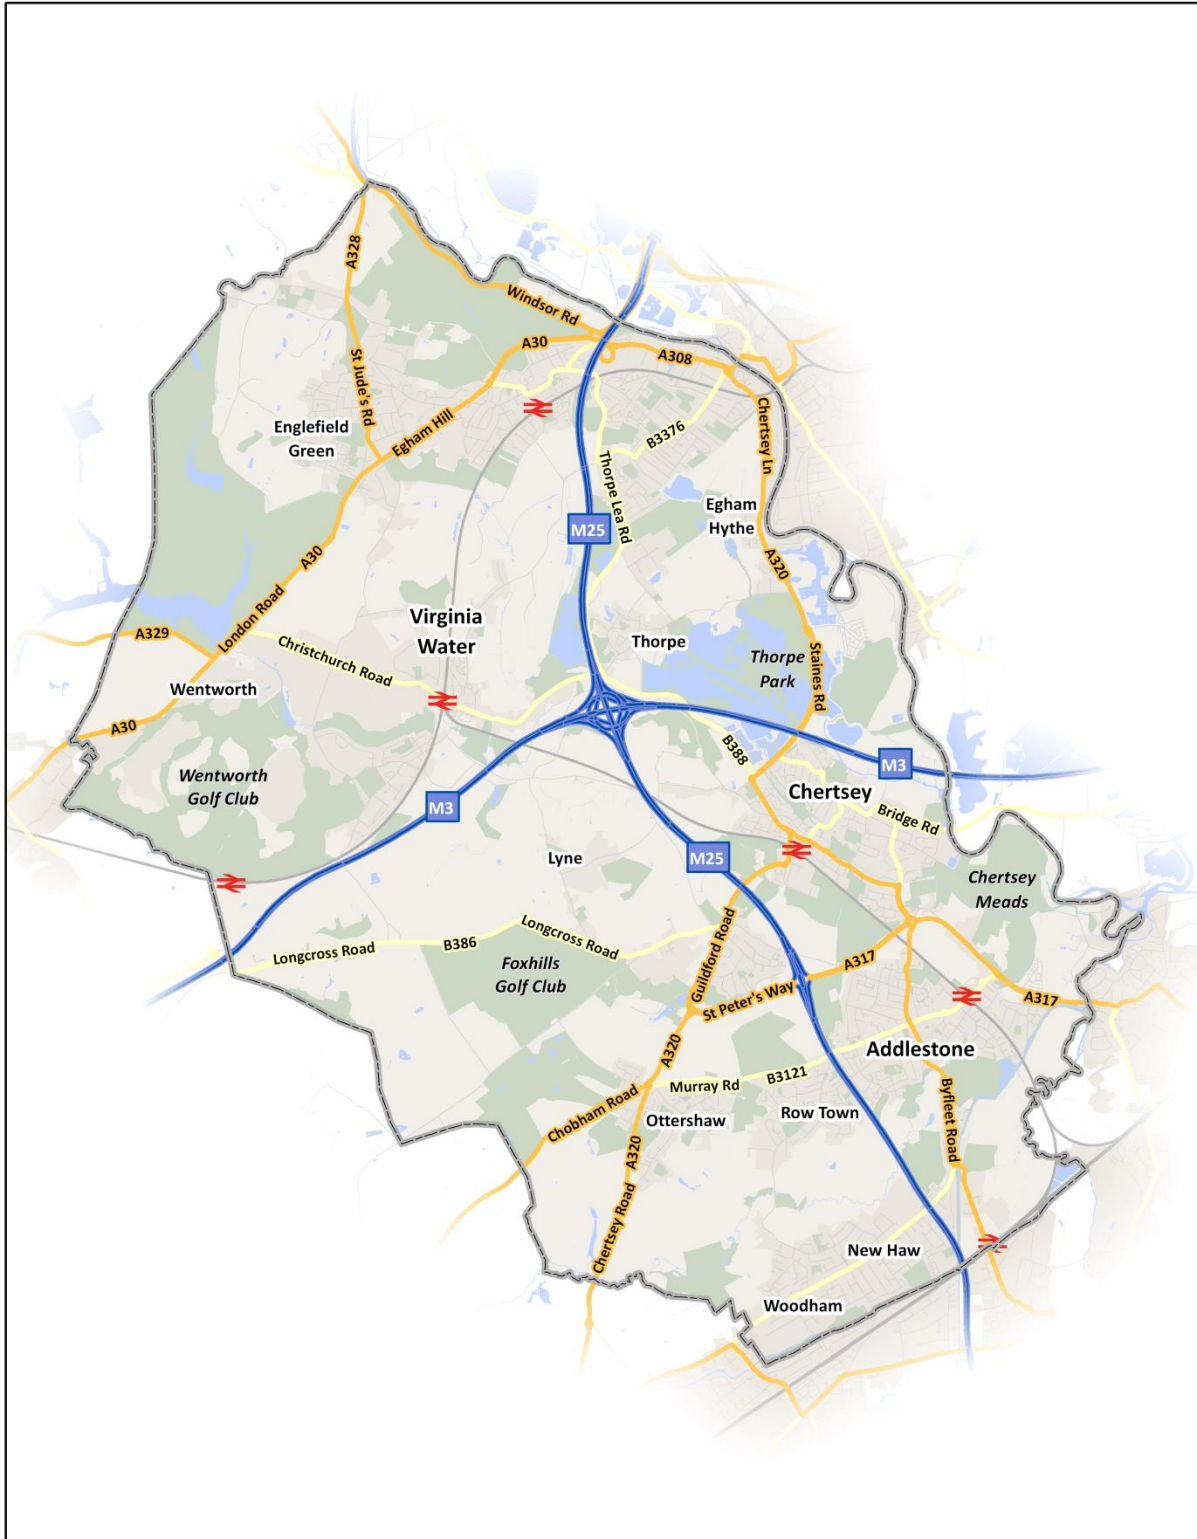 A328
Windsor Rd
A30
A308
St Jude's Rd
Egham Hill
Chertsey Ln
Englefield
Green
B3376
Thorpe Lea Rd
Egham
Hythe
M25
A30
A320
London Road
Virginia
Water
A329
Christchurch Road
Thorpe
Thorpe
Park
Staines Rd
Wentworth
A30
B388
M3
Wentworth
Golf Club
Chertsey
M3
Bridge Rd
Lyne
M25
Chertsey
Meads
Longcross Road
B386
Longcross Road
Guildford Road
Foxhills
Golf Club
A317
St Peter's Way
A317
A320
Addlestone
Murray Rd
B3121
Chobham Road
Ottershaw
Row Town
Byfleet Road
A320
Chertsey Road
New Haw
Woodham